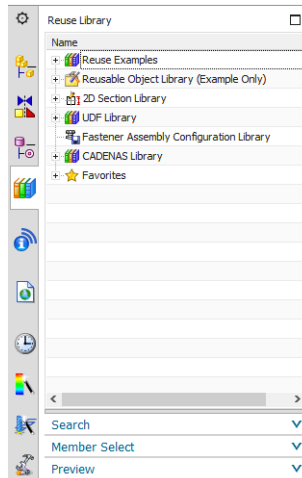 Reuse Library
Name
Reuse Examples
Reusable Object Library (Example Only)
2D Section Library
UDF Library
Fastener Assembly Configuration Library
CADENAS Library
Favorites
Search
Member Select
Preview